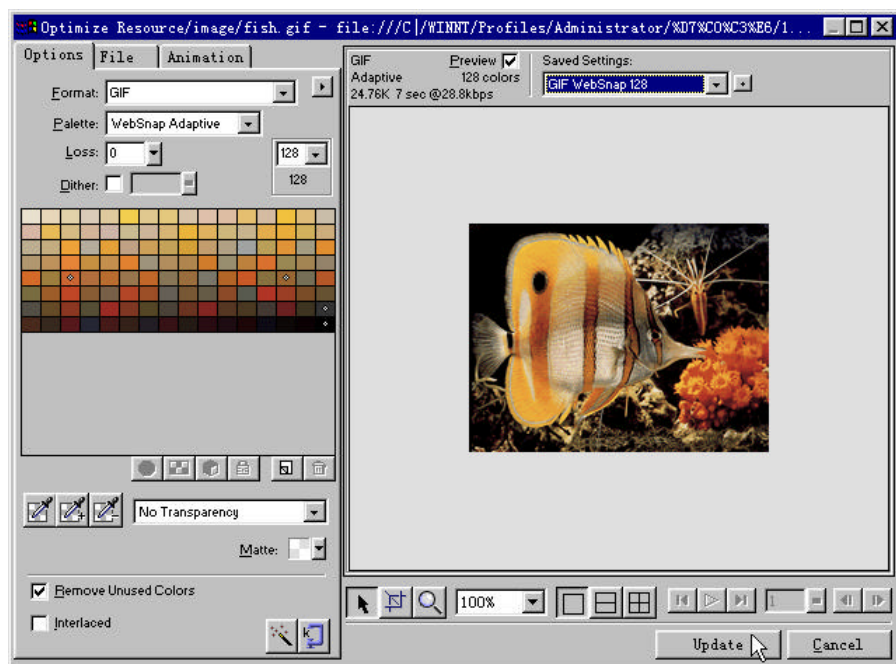 Optimize Resource/image/fish.gif - file:///C|/WINNT/Profiles/Administrator/%D7%C0%C3%E6/1...
Options
File
Animation
Format: GIF
Palette: WebSnap Adaptive
Loss: 0
128
Dither:
128
No Transparency
Matte:
Remove Unused Colors
Interlaced
GIF
Preview
Adaptive
128 colors
24.76K 7 sec @28.8kbps
Saved Settings:
GIF WebSnap 128
100%
1
Update
Cancel